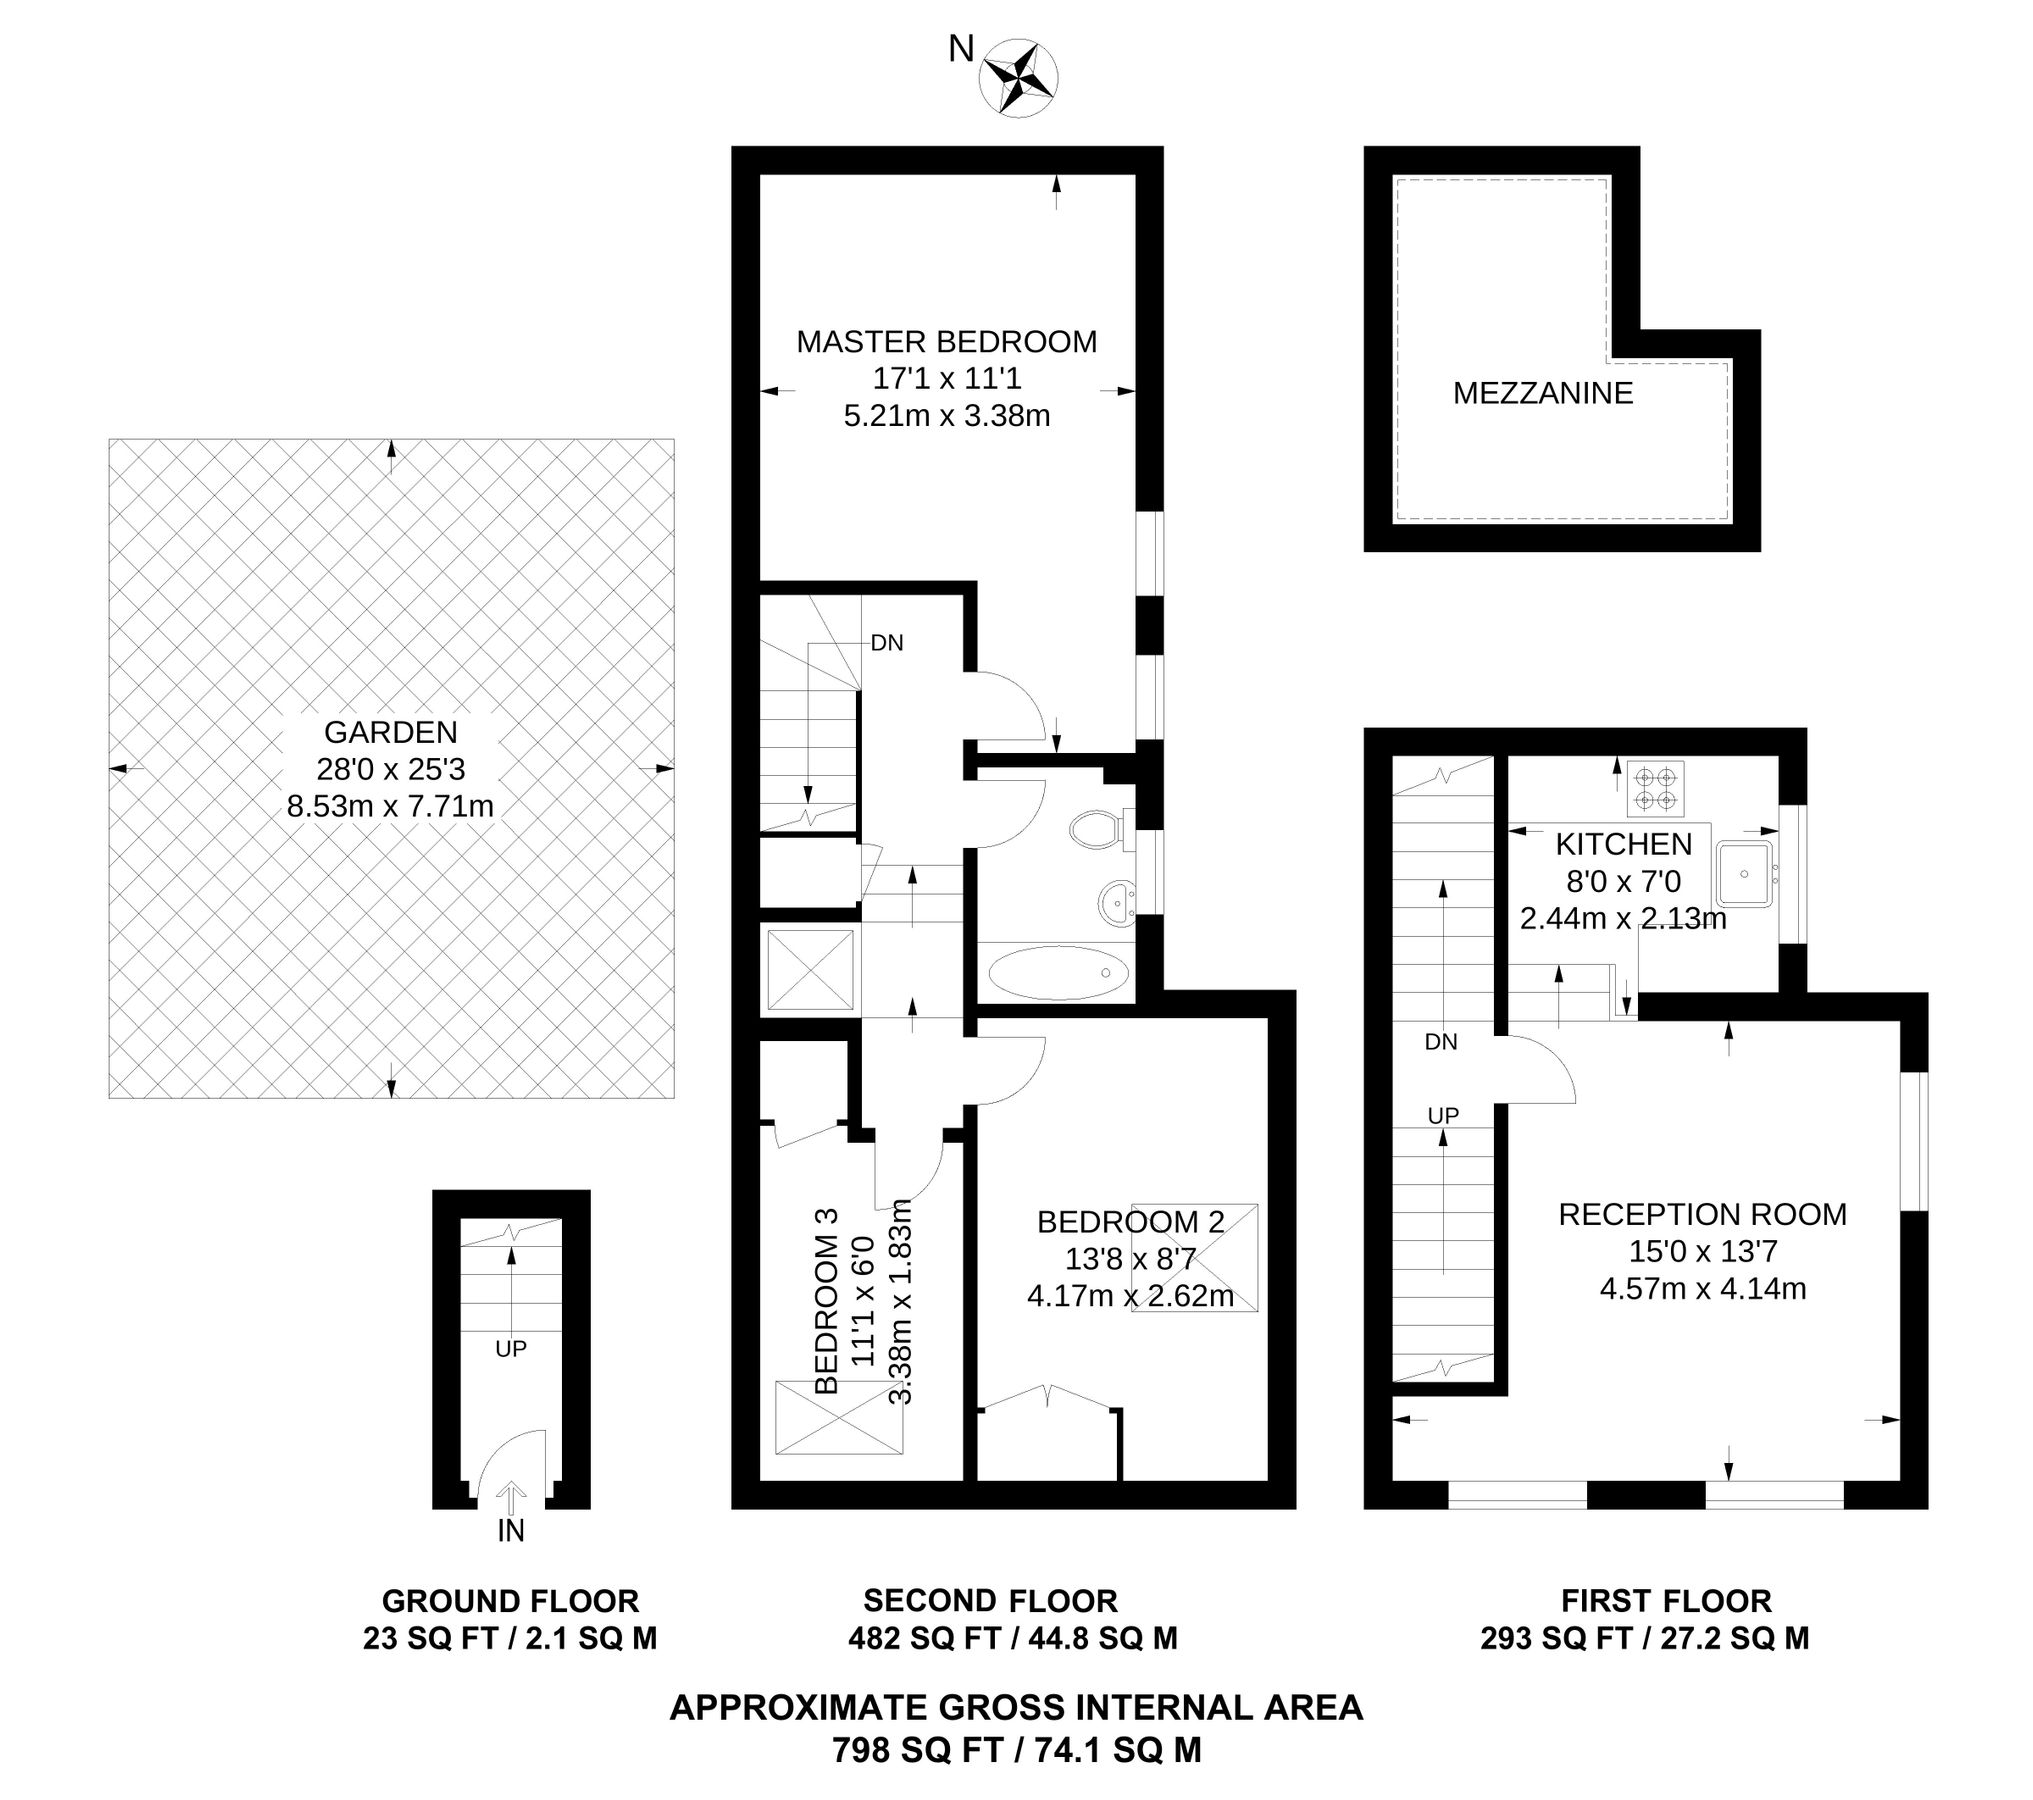 N
MASTER BEDROOM
17'1 x 11'1
5.21m x 3.38m
MEZZANINE
DN
GARDEN
28'0 x 25'3
8.53m x 7.71m
KITCHEN
8'0 x 7'0
2.44m x 2.13m
DN
UP
RECEPTION ROOM
15'0 x 13'7
4.57m x 4.14m
BEDROOM 2
13'8 x 8'7
4.17m x 2.62m
BEDROOM 3
11'1 x 6'0
3.38m x 1.83m
UP
IN
GROUND FLOOR
23 SQ FT / 2.1 SQ M
SECOND FLOOR
482 SQ FT / 44.8 SQ M
FIRST FLOOR
293 SQ FT / 27.2 SQ M
APPROXIMATE GROSS INTERNAL AREA
798 SQ FT / 74.1 SQ M